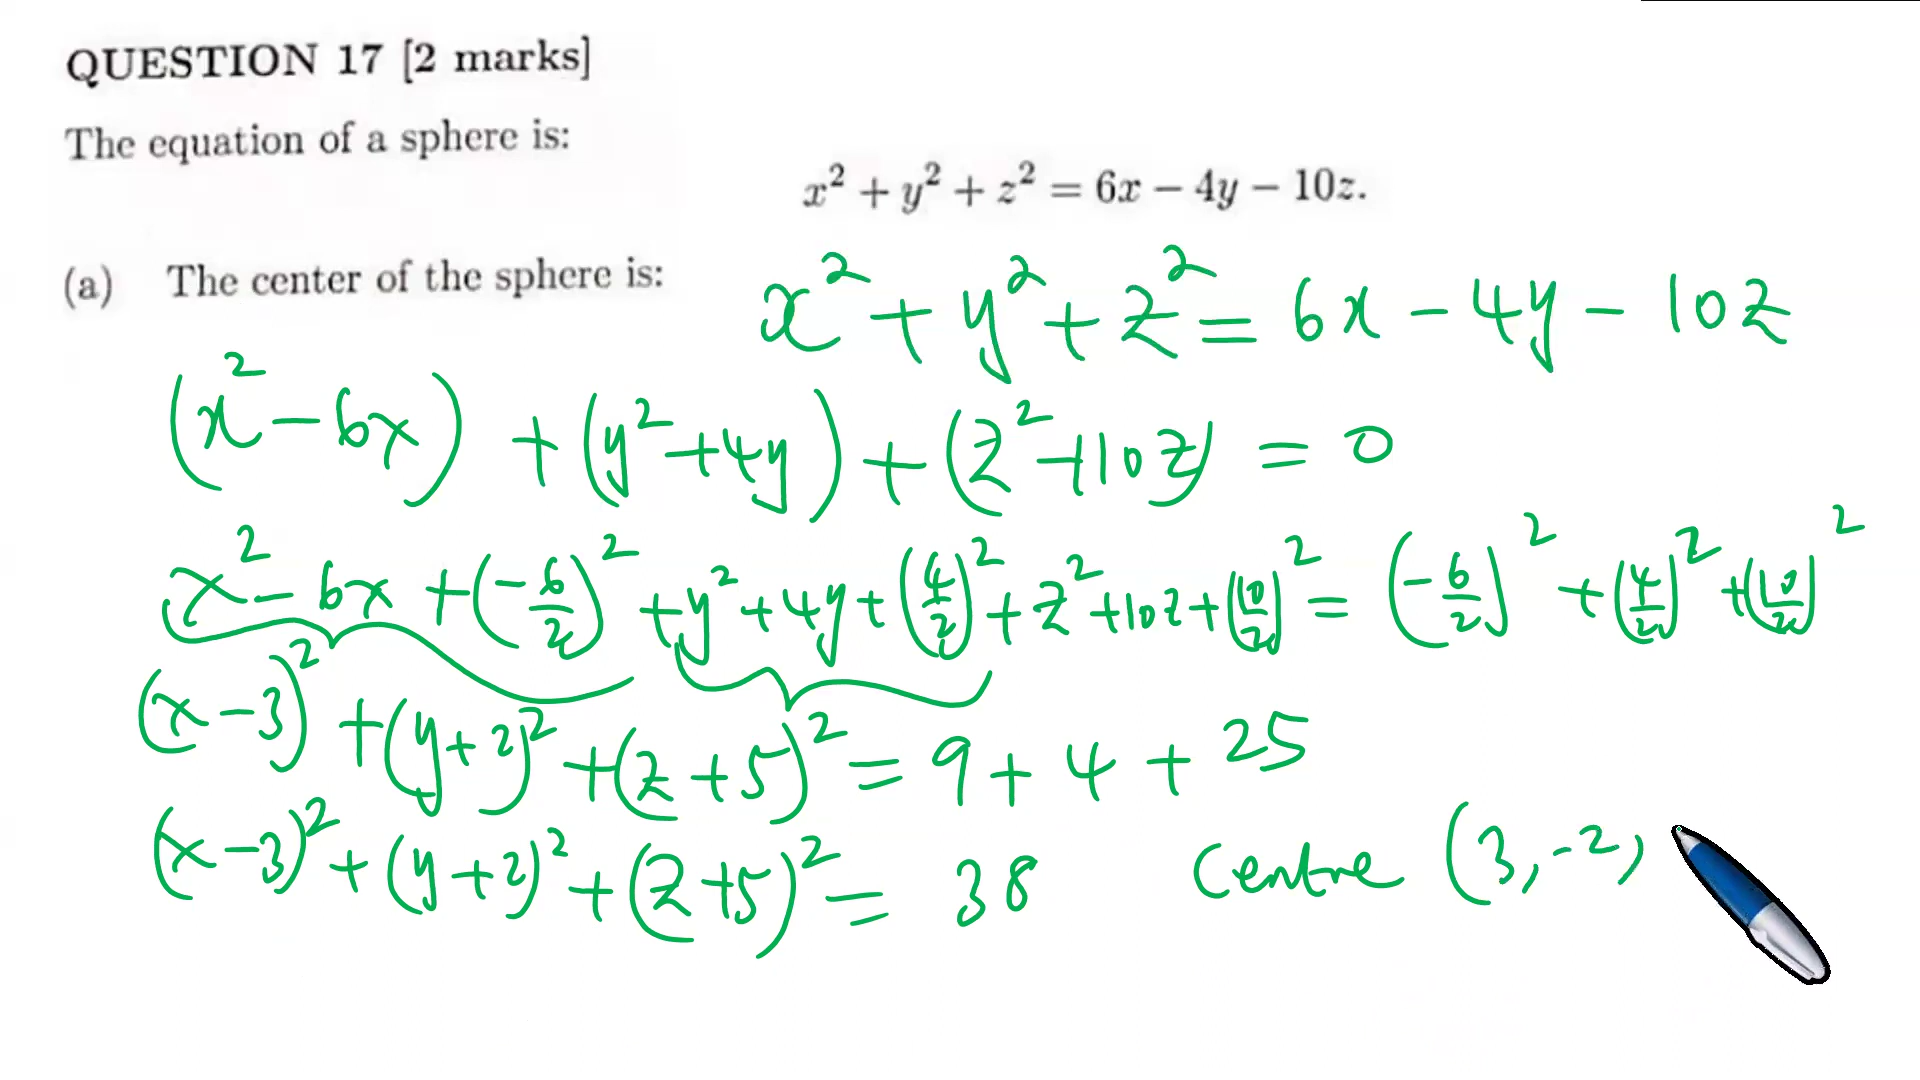 QUESTION 17 [2 marks]
The equation of a sphere is:
x² + y² + z² = 6x − 4y − 10z.
(a) The center of the sphere is:
x² + y² + z² = 6x − 4y − 10z
(x² − 6x) + (y² + 4y) + (z² + 10z) = 0
x² − 6x + (−6/2)² + y² + 4y + (4/2)² + z² + 10z + (10/2)² = (−6/2)² + (4/2)² + (10/2)²
(x − 3)² + (y + 2)² + (z + 5)² = 9 + 4 + 25
(x − 3)² + (y + 2)² + (z + 5)² = 38
Centre (3, −2,